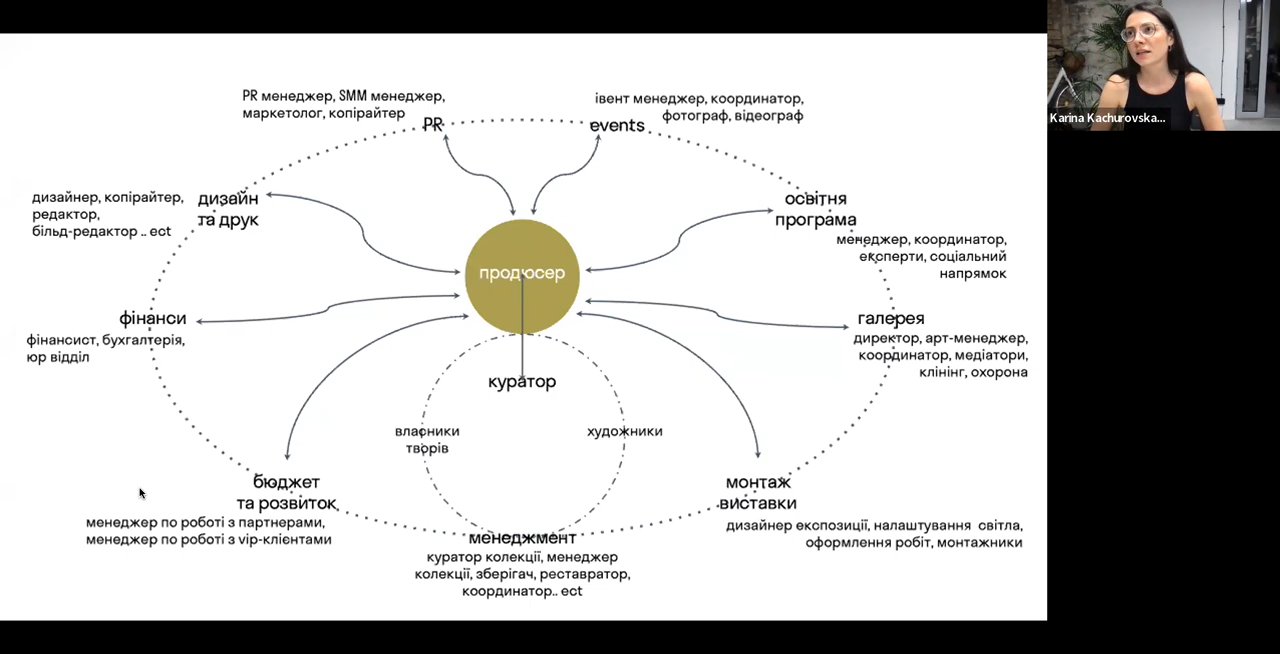 PR менеджер, SMM менеджер,
маркетолог, копірайтер
PR
івент менеджер, координатор,
фотограф, відеограф
events
дизайнер, копірайтер,
редактор,
більд-редактор .. ect
дизайн
та друк
освітня
програма
менеджер, координатор,
експерти, соціальний
напрямок
продюсер
фінанси
фінансист, бухгалтерія,
юр відділ
галерея
директор, арт-менеджер,
координатор, медіатори,
клінінг, охорона
куратор
власники
творів
художники
бюджет
та розвиток
менеджер по роботі з партнерами,
менеджер по роботі з vip-клієнтами
менеджмент
куратор колекції, менеджер
колекції, зберігач, реставратор,
координатор.. ect
монтаж
виставки
дизайнер експозиції, налаштування світла,
оформлення робіт, монтажники
Karina Kachurovska...